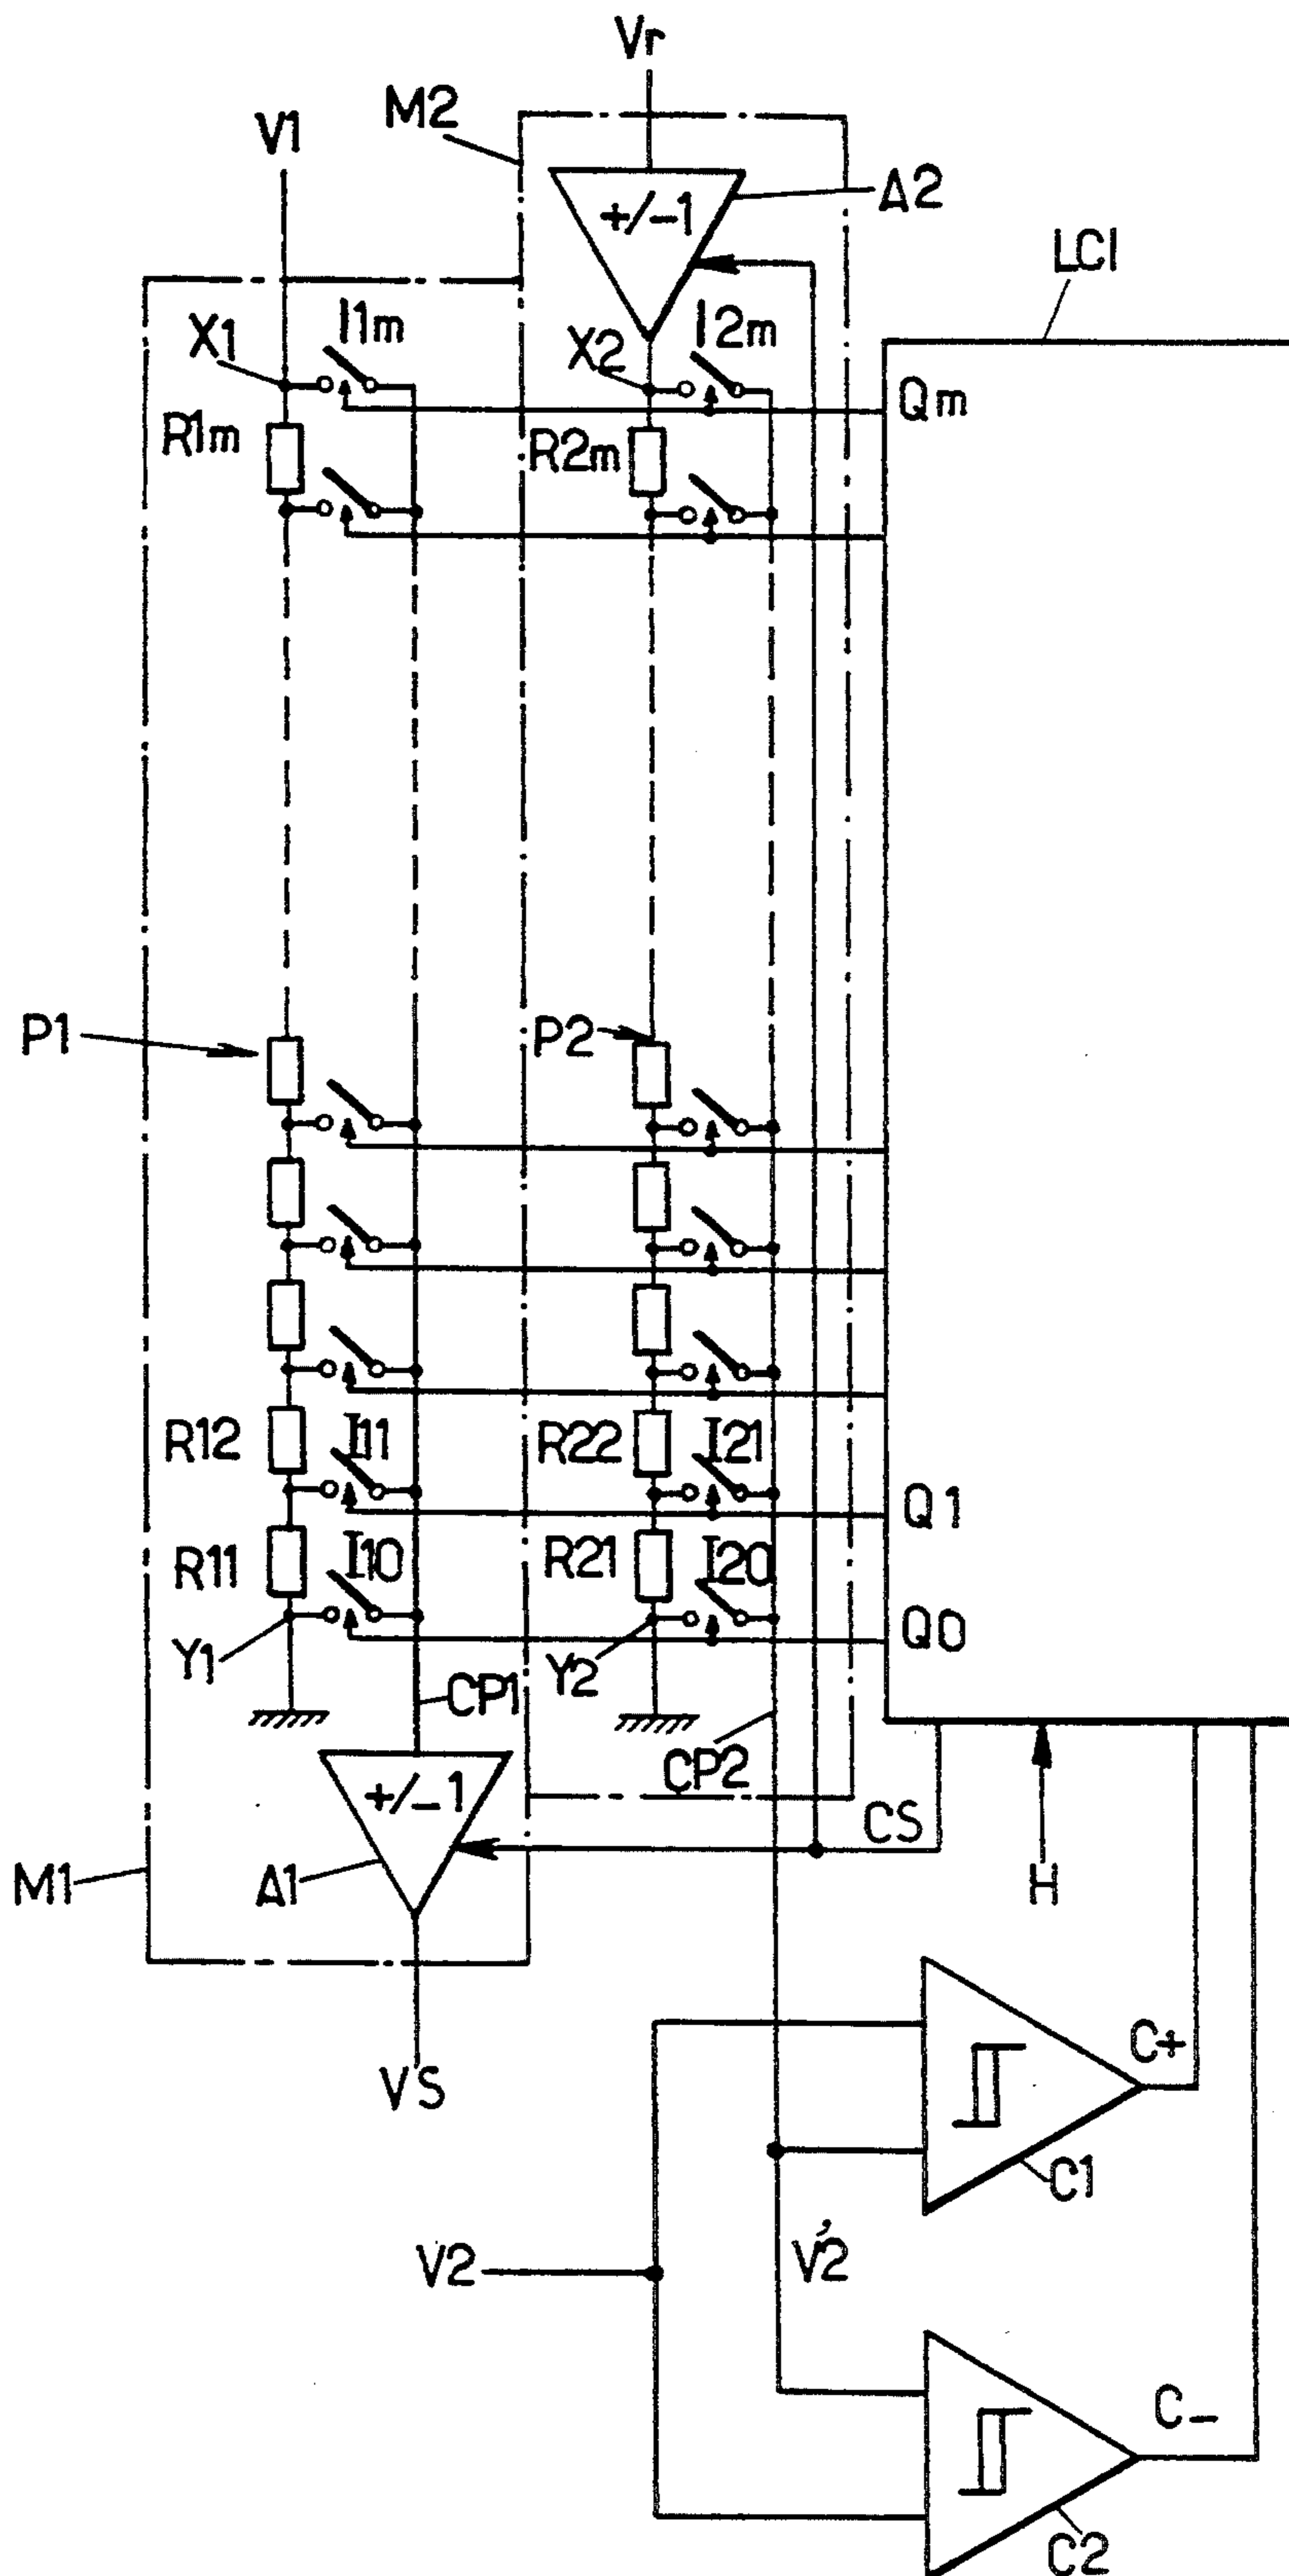 Vr
M2
V1
+/-1
A2
LCI
X1
I1m
X2
I2m
Qm
R1m
R2m
P1
P2
R12
I11
R22
I21
Q1
R11
I10
R21
I20
Q0
Y1
Y2
CP1
CP2
+/-1
CS
M1
A1
H
VS
C+
C1
V2
V'2
C-
C2